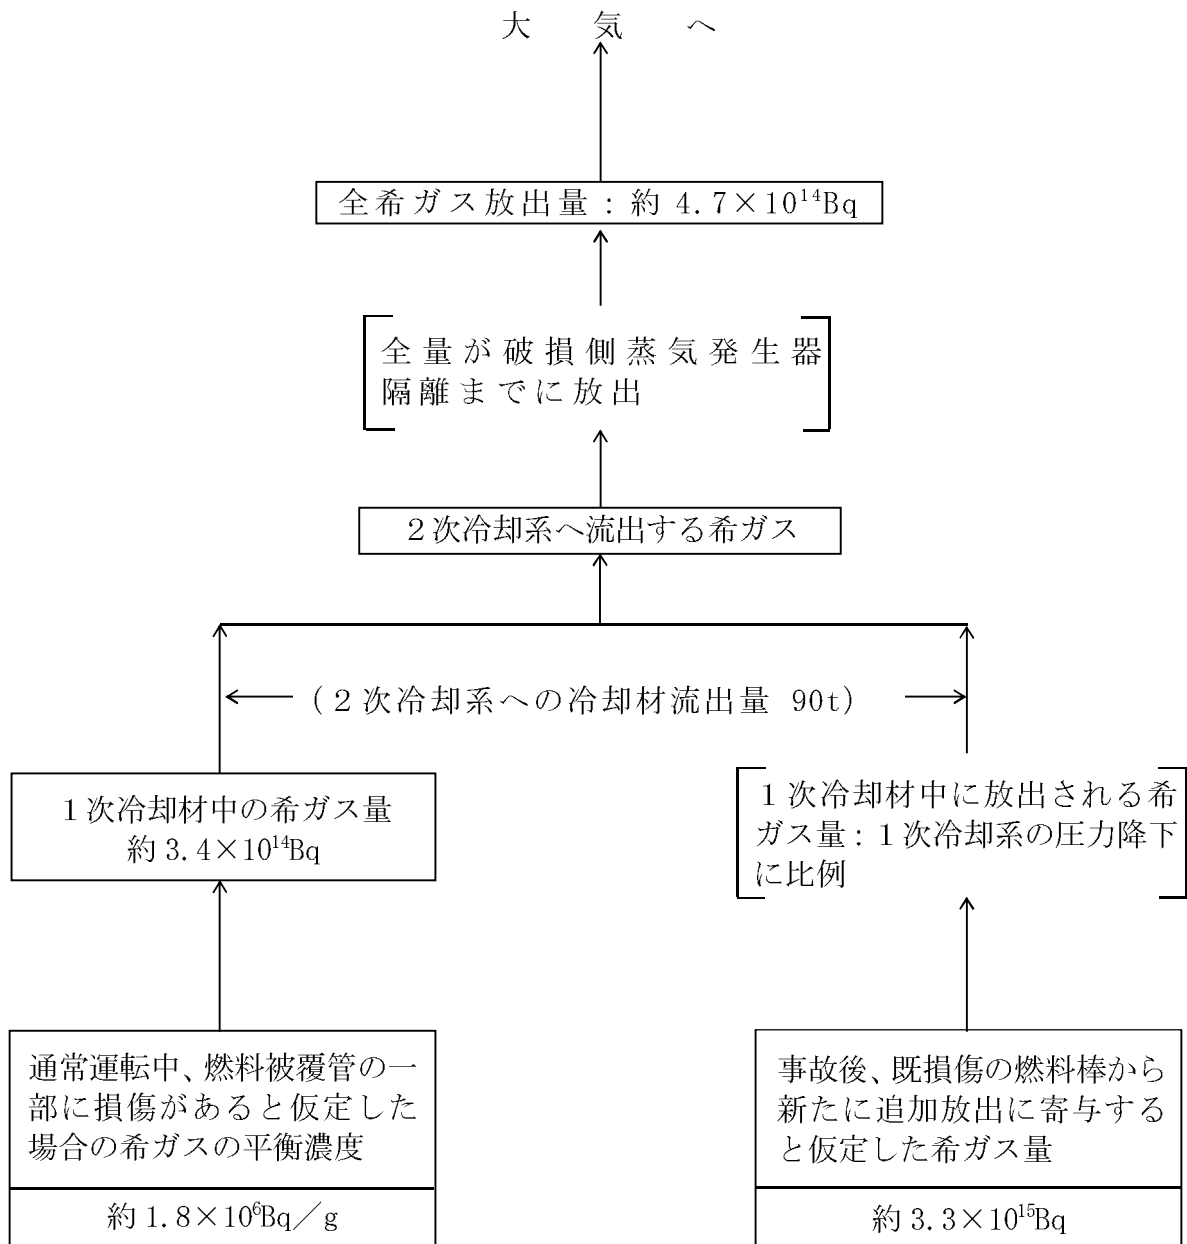 大気へ
全希ガス放出量:約 4.7×10¹⁴Bq
全量が破損側蒸気発生器
隔離までに放出
2次冷却系へ流出する希ガス
(2次冷却系への冷却材流出量 90t)
1次冷却材中の希ガス量
約3.4×10¹⁴Bq
1次冷却材中に放出される希
ガス量:1次冷却系の圧力降下
に比例
通常運転中、燃料被覆管の一
部に損傷があると仮定した
場合の希ガスの平衡濃度
約1.8×10⁶Bq/g
事故後、既損傷の燃料棒から
新たに追加放出に寄与する
と仮定した希ガス量
約3.3×10¹⁵Bq